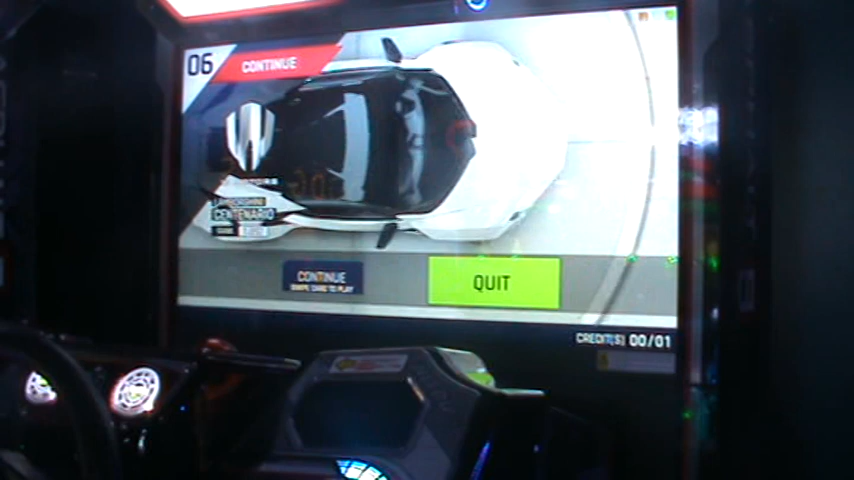 06
CONTINUE
LAMBORGHINI
CENTENARIO
CONTINUE
SWIPE CARD TO PLAY
QUIT
CREDIT(S) 00/01